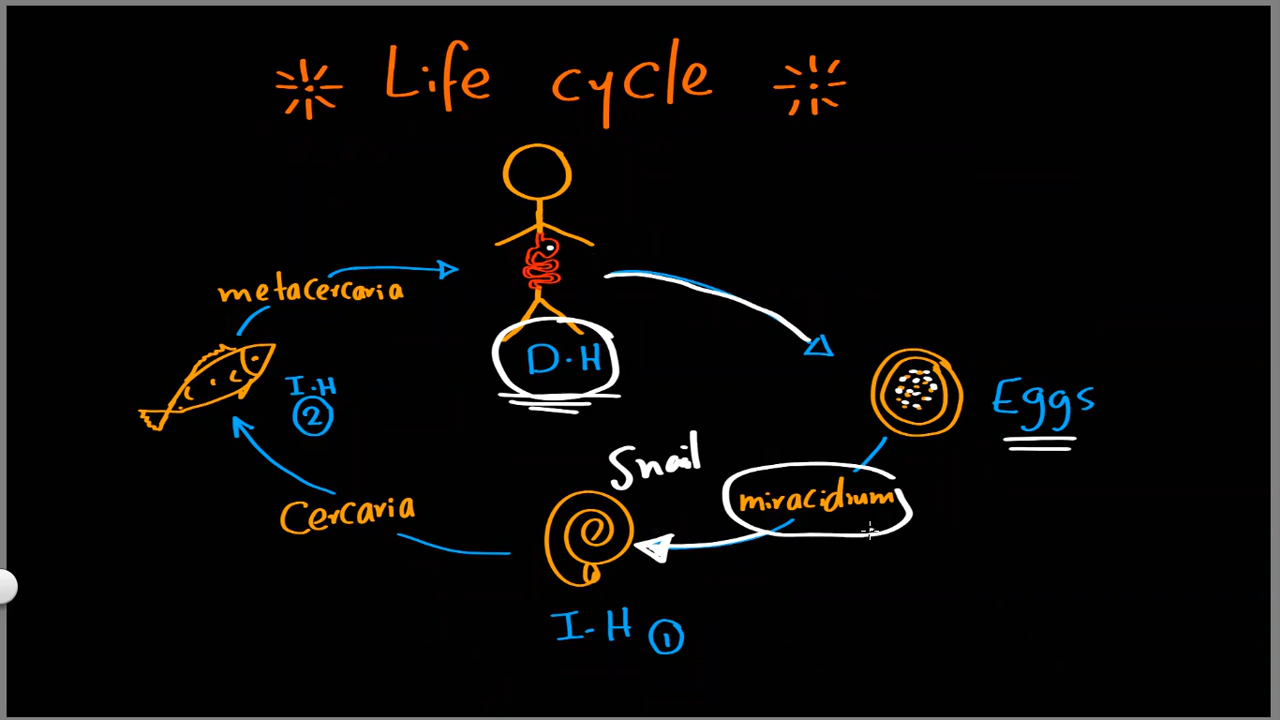 Life cycle
metacercaria
D.H
I.H
2
Eggs
Snail
miracidium
Cercaria
I-H 1